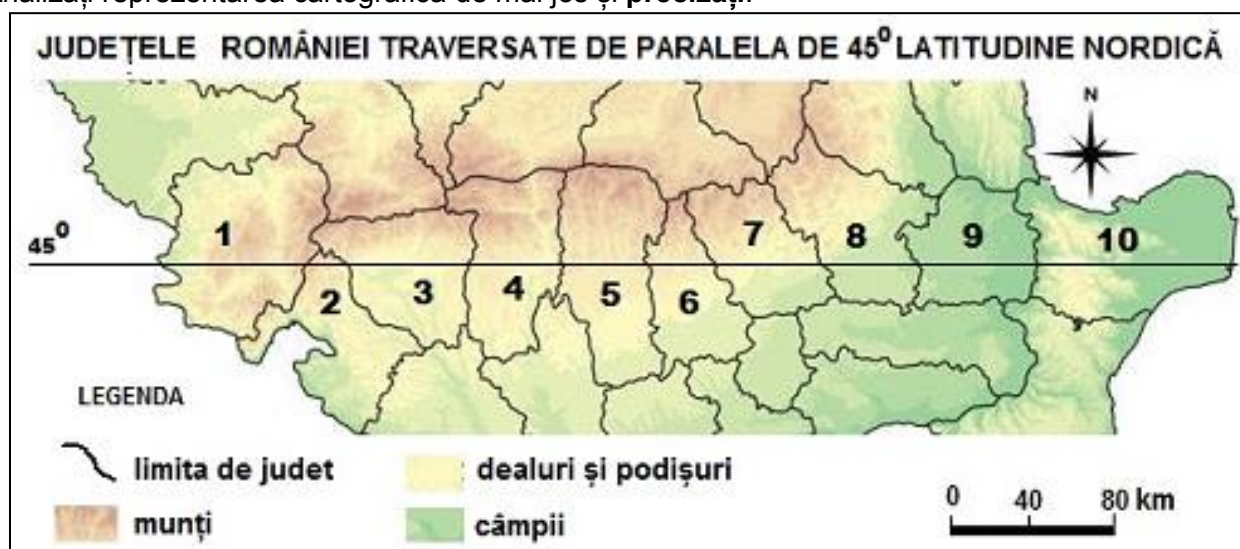 analizați reprezentarea cartografică de mai jos și precizați:
JUDEȚELE ROMÂNIEI TRAVERSATE DE PARALELA DE 45⁰ LATITUDINE NORDICĂ
N
45⁰
1
2
3
4
5
6
7
8
9
10
LEGENDA
limita de judet
dealuri și podișuri
munți
câmpii
0 40 80 km